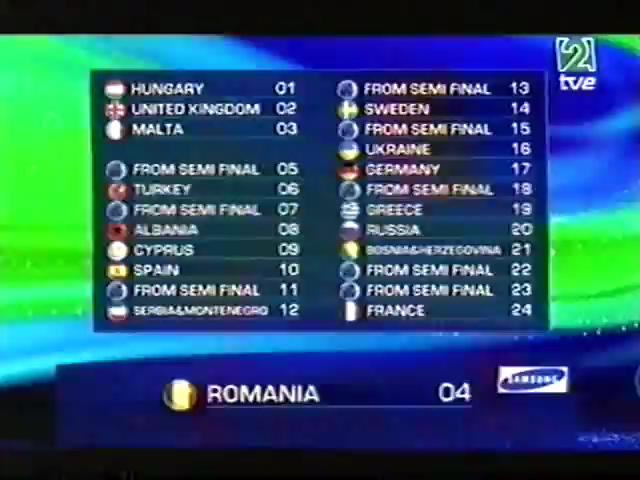 2
tve
HUNGARY 01
UNITED KINGDOM 02
MALTA 03
FROM SEMI FINAL 05
TURKEY 06
FROM SEMI FINAL 07
ALBANIA 08
CYPRUS 09
SPAIN 10
FROM SEMI FINAL 11
SERBIA&MONTENEGRO 12
FROM SEMI FINAL 13
SWEDEN 14
FROM SEMI FINAL 15
UKRAINE 16
GERMANY 17
FROM SEMI FINAL 18
GREECE 19
RUSSIA 20
BOSNIA&HERZEGOVINA 21
FROM SEMI FINAL 22
FROM SEMI FINAL 23
FRANCE 24
ROMANIA 04
SAMSUNG